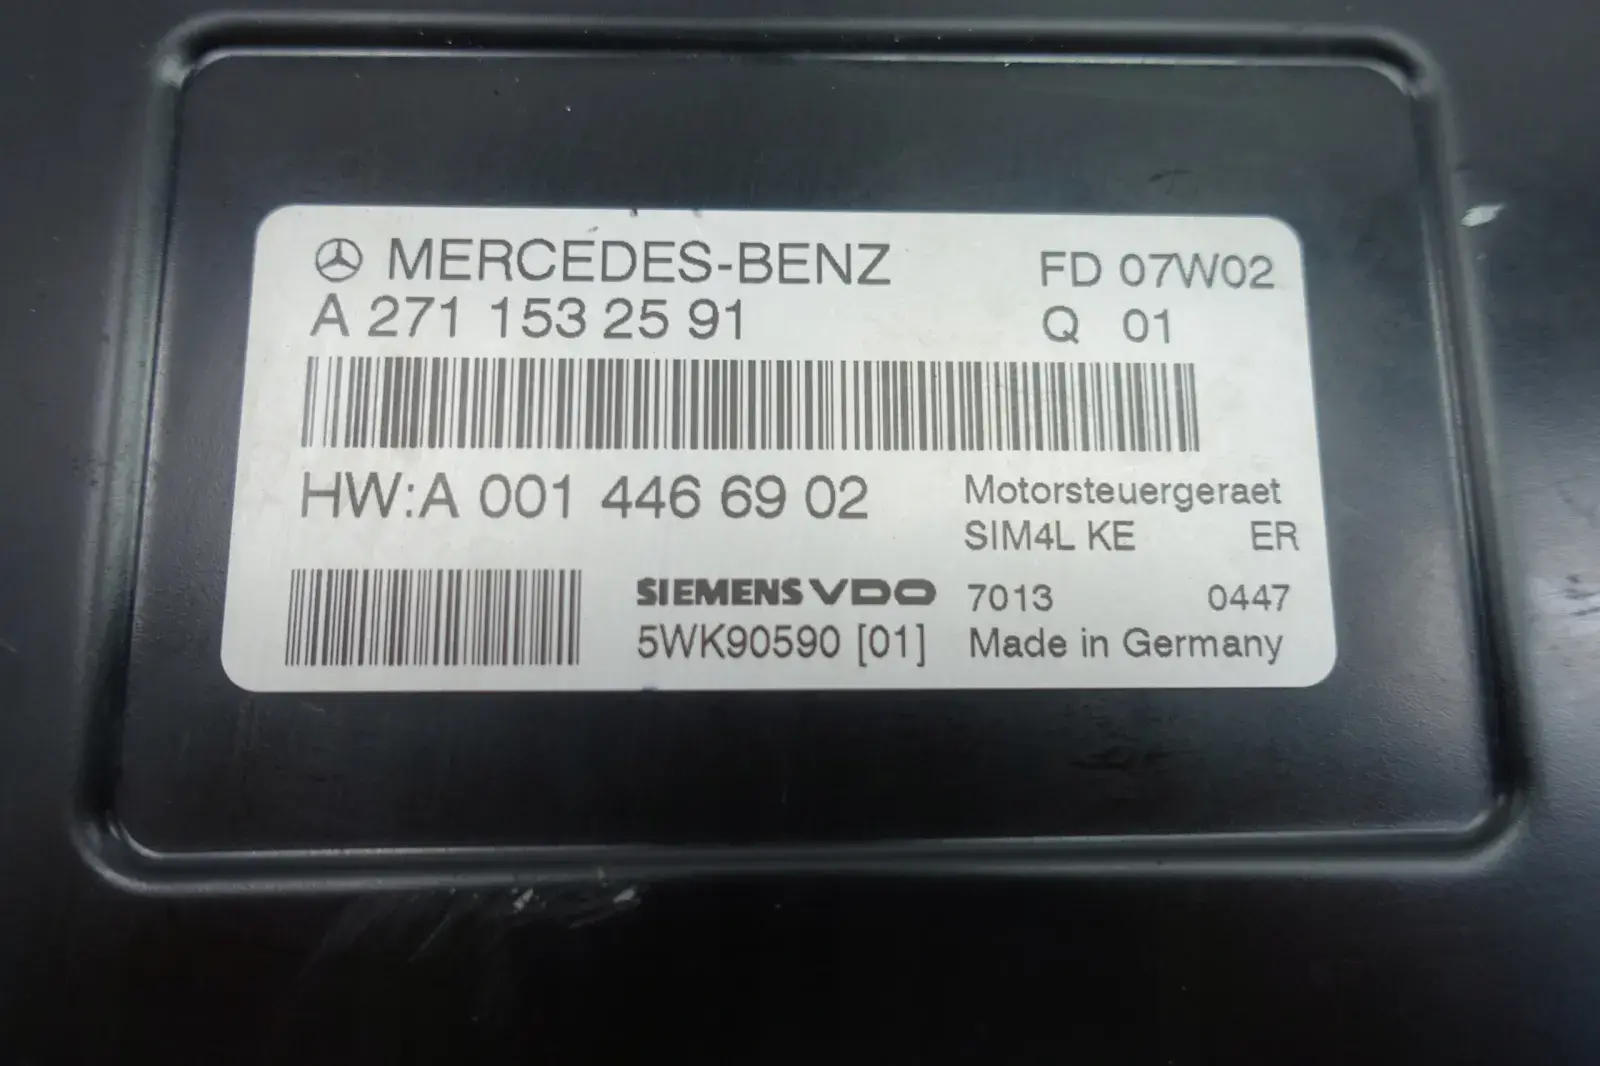 MERCEDES-BENZ FD 07W02
A 271 153 25 91 Q 01
HW:A 001 446 69 02 Motorsteuergeraet
SIM4L KE ER
SIEMENS VDO 7013 0447
5WK90590 [01] Made in Germany